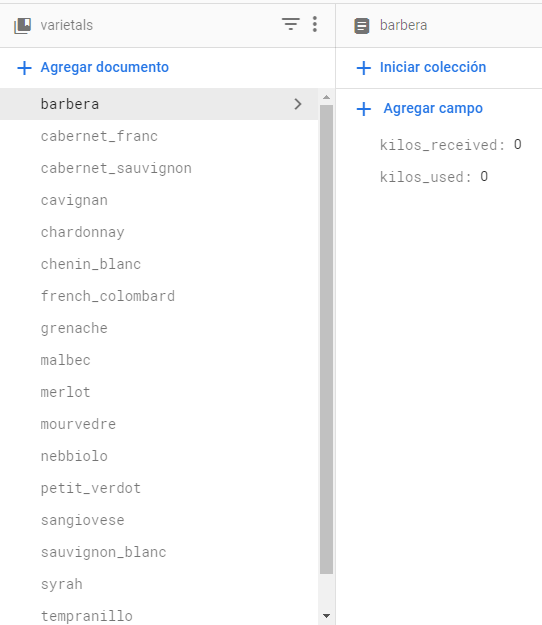 varietals
Agregar documento
barbera
cabernet_franc
cabernet_sauvignon
cavignan
chardonnay
chenin_blanc
french_colombard
grenache
malbec
merlot
mourvedre
nebbiolo
petit_verdot
sangiovese
sauvignon_blanc
syrah
tempranillo
barbera
Iniciar colección
Agregar campo
kilos_received: 0
kilos_used: 0